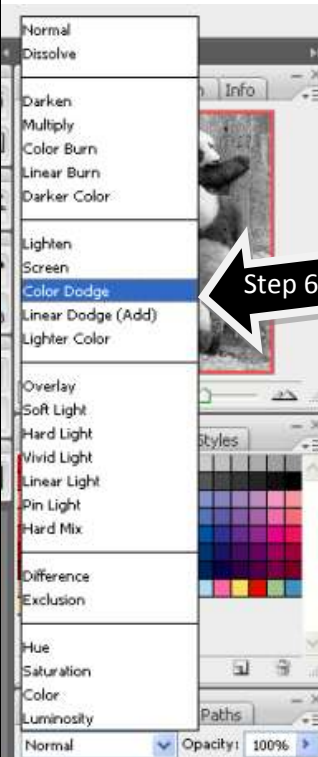 Normal
Dissolve
Darken
Multiply
Color Burn
Linear Burn
Darker Color
Lighten
Screen
Color Dodge
Linear Dodge (Add)
Lighter Color
Overlay
Soft Light
Hard Light
Vivid Light
Linear Light
Pin Light
Hard Mix
Difference
Exclusion
Hue
Saturation
Color
Luminosity
Info
Step 6
Styles
Paths
Normal
Opacity: 100%